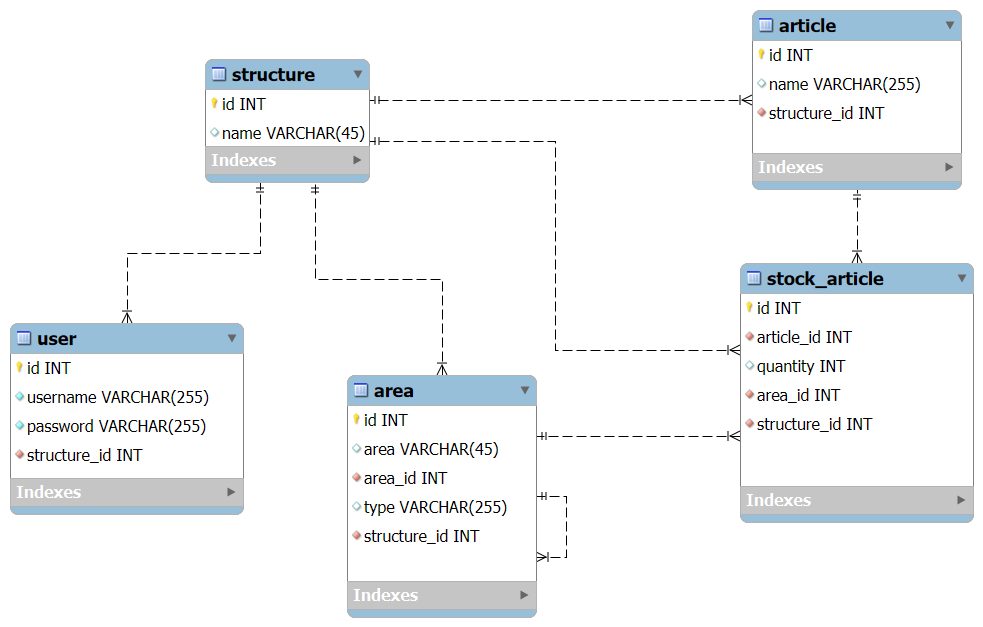 structure
id INT
name VARCHAR(45)
Indexes
article
id INT
name VARCHAR(255)
structure_id INT
Indexes
user
id INT
username VARCHAR(255)
password VARCHAR(255)
structure_id INT
Indexes
area
id INT
area VARCHAR(45)
area_id INT
type VARCHAR(255)
structure_id INT
Indexes
stock_article
id INT
article_id INT
quantity INT
area_id INT
structure_id INT
Indexes